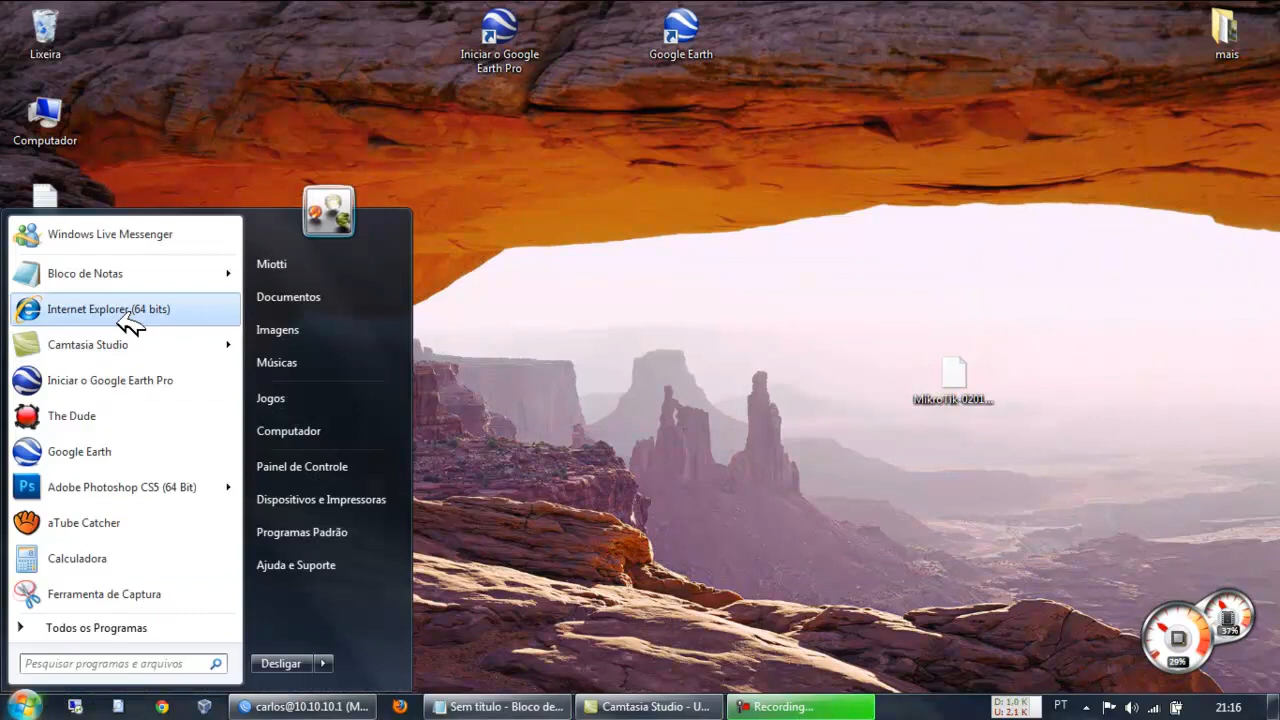 Lixeira
Iniciar o Google
Earth Pro
Google Earth
mais
Computador
Windows Live Messenger
Bloco de Notas
Internet Explorer (64 bits)
Camtasia Studio
Iniciar o Google Earth Pro
The Dude
Google Earth
Adobe Photoshop CS5 (64 Bit)
aTube Catcher
Calculadora
Ferramenta de Captura
Todos os Programas
Pesquisar programas e arquivos
Miotti
Documentos
Imagens
Músicas
Jogos
Computador
Painel de Controle
Dispositivos e Impressoras
Programas Padrão
Ajuda e Suporte
Desligar
MikroTik-0201...
37%
29%
carlos@10.10.10.1 (M...
Sem título - Bloco de...
Camtasia Studio - U...
Recording...
D: 1,0 K
U: 2,1 K
PT
21:16